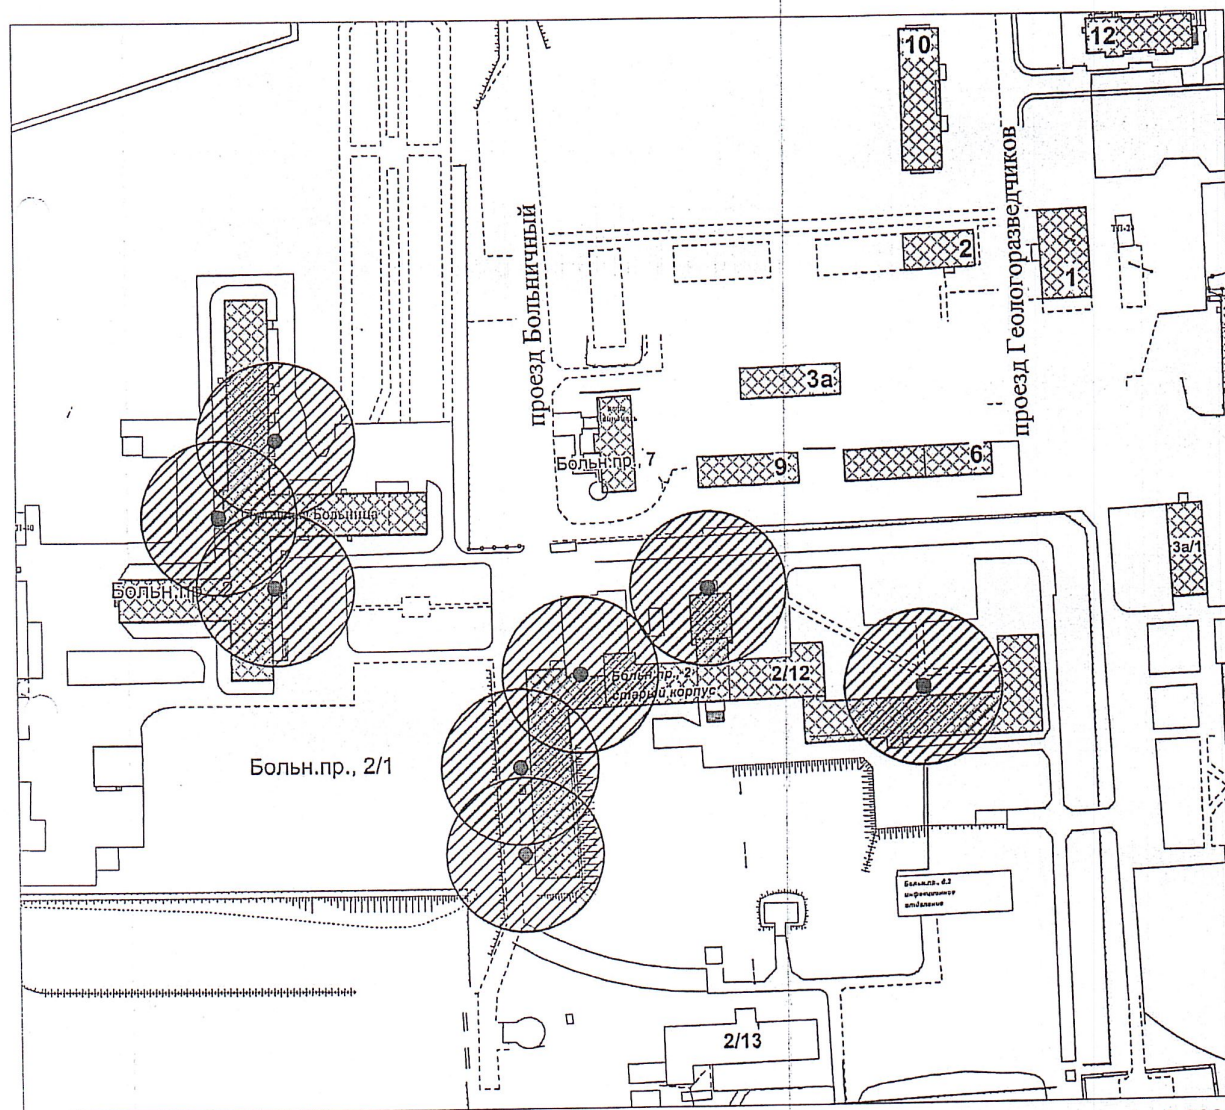 10
12
проезд Больничный
проезд Геологоразведчиков
2
1
3а
Больн.пр., 7
9
6
Больница
3а/1
Больн.пр., 2
Больн.пр., 2
старый корпус
2/12
Больн.пр., 2/1
Больн.пр., д.2
инфекционное
отделение
2/13